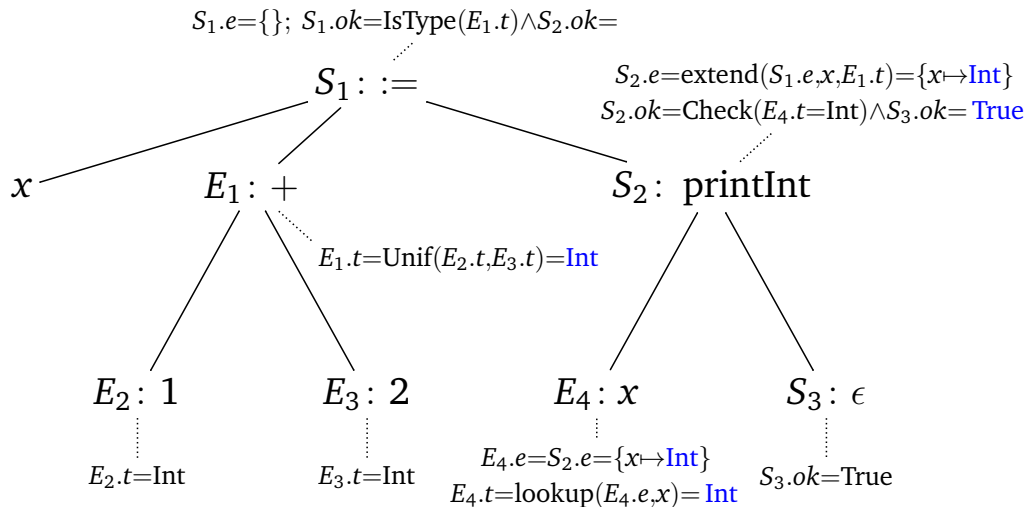 S₁.e={}; S₁.ok=IsType(E₁.t)∧S₂.ok=
S₁: :=
S₂.e=extend(S₁.e,x,E₁.t)={x↦Int}
S₂.ok=Check(E₄.t=Int)∧S₃.ok= True
x
E₁: +
S₂: printInt
E₁.t=Unif(E₂.t,E₃.t)=Int
E₂: 1
E₃: 2
E₄: x
S₃: ϵ
E₂.t=Int
E₃.t=Int
E₄.e=S₂.e={x↦Int}
E₄.t=lookup(E₄.e,x)= Int
S₃.ok=True